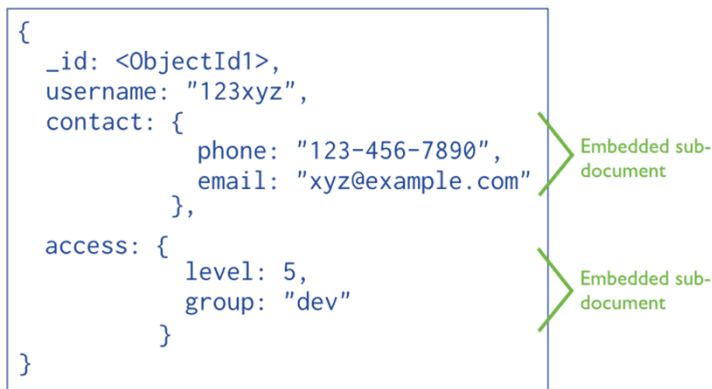 {
_id: <ObjectId1>,
username: "123xyz",
contact: {
phone: "123-456-7890",
email: "xyz@example.com"
},
Embedded sub-
document
access: {
level: 5,
group: "dev"
}
Embedded sub-
document
}